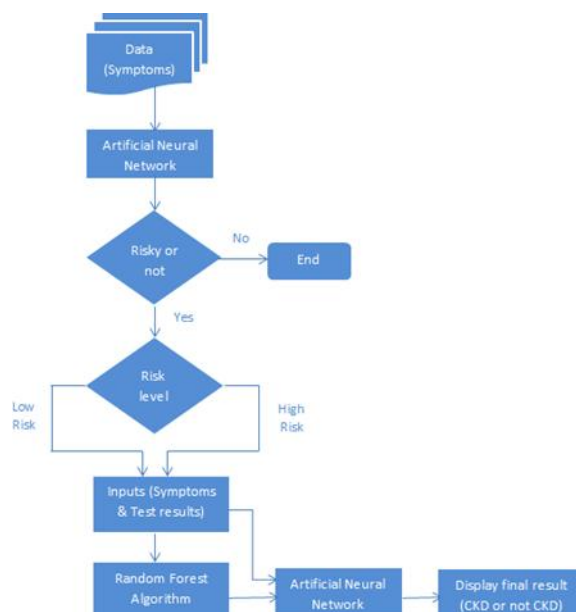 Data
(Symptoms)
Artificial Neural
Network
Risky or
not
No
End
Yes
Risk
level
Low
Risk
High
Risk
Inputs (Symptoms
& Test results)
Random Forest
Algorithm
Artificial Neural
Network
Display final result
(CKD or not CKD)